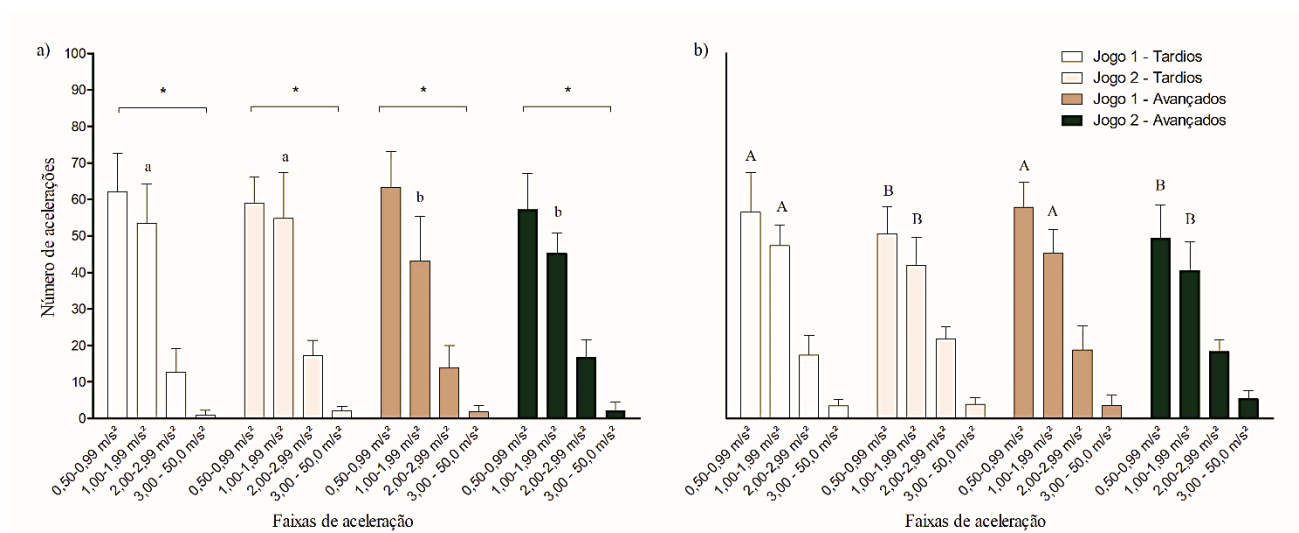 a)
Número de acelerações
100
90
80
70
60
50
40
30
20
10
0
* * * *
a a b b
0,50-0,99 m/s²
1,00-1,99 m/s²
2,00-2,99 m/s²
3,00 - 50,0 m/s²
0,50-0,99 m/s²
1,00-1,99 m/s²
2,00-2,99 m/s²
3,00 - 50,0 m/s²
0,50-0,99 m/s²
1,00-1,99 m/s²
2,00-2,99 m/s²
3,00 - 50,0 m/s²
0,50-0,99 m/s²
1,00-1,99 m/s²
2,00-2,99 m/s²
3,00 - 50,0 m/s²
Faixas de aceleração
b)
Jogo 1 - Tardios
Jogo 2 - Tardios
Jogo 1 - Avançados
Jogo 2 - Avançados
A A B B A A B B
0,50-0,99 m/s²
1,00-1,99 m/s²
2,00-2,99 m/s²
3,00 - 50,0 m/s²
0,50-0,99 m/s²
1,00-1,99 m/s²
2,00-2,99 m/s²
3,00 - 50,0 m/s²
0,50-0,99 m/s²
1,00-1,99 m/s²
2,00-2,99 m/s²
3,00 - 50,0 m/s²
0,50-0,99 m/s²
1,00-1,99 m/s²
2,00-2,99 m/s²
3,00 - 50,0 m/s²
Faixas de aceleração